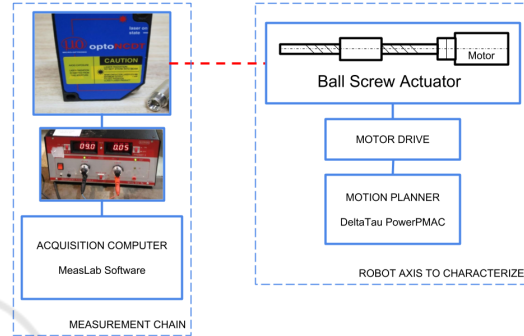 optoNCDT
CAUTION
09.0 0.05
ACQUISITION COMPUTER
MeasLab Software
MEASUREMENT CHAIN
Motor
Ball Screw Actuator
MOTOR DRIVE
MOTION PLANNER
DeltaTau PowerPMAC
ROBOT AXIS TO CHARACTERIZE